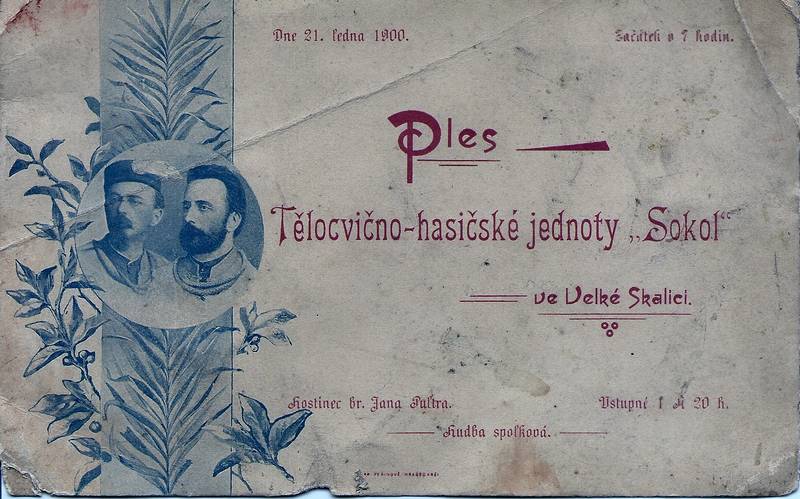 Dne 21. ledna 1900.
Začátek o 7 hodin.
Ples
Tělocvično-hasičské jednoty „Sokol“
ve Velké Skalici.
Hostinec br. Jana
Vstupné 1 K 20 h.
Hudba spolková.